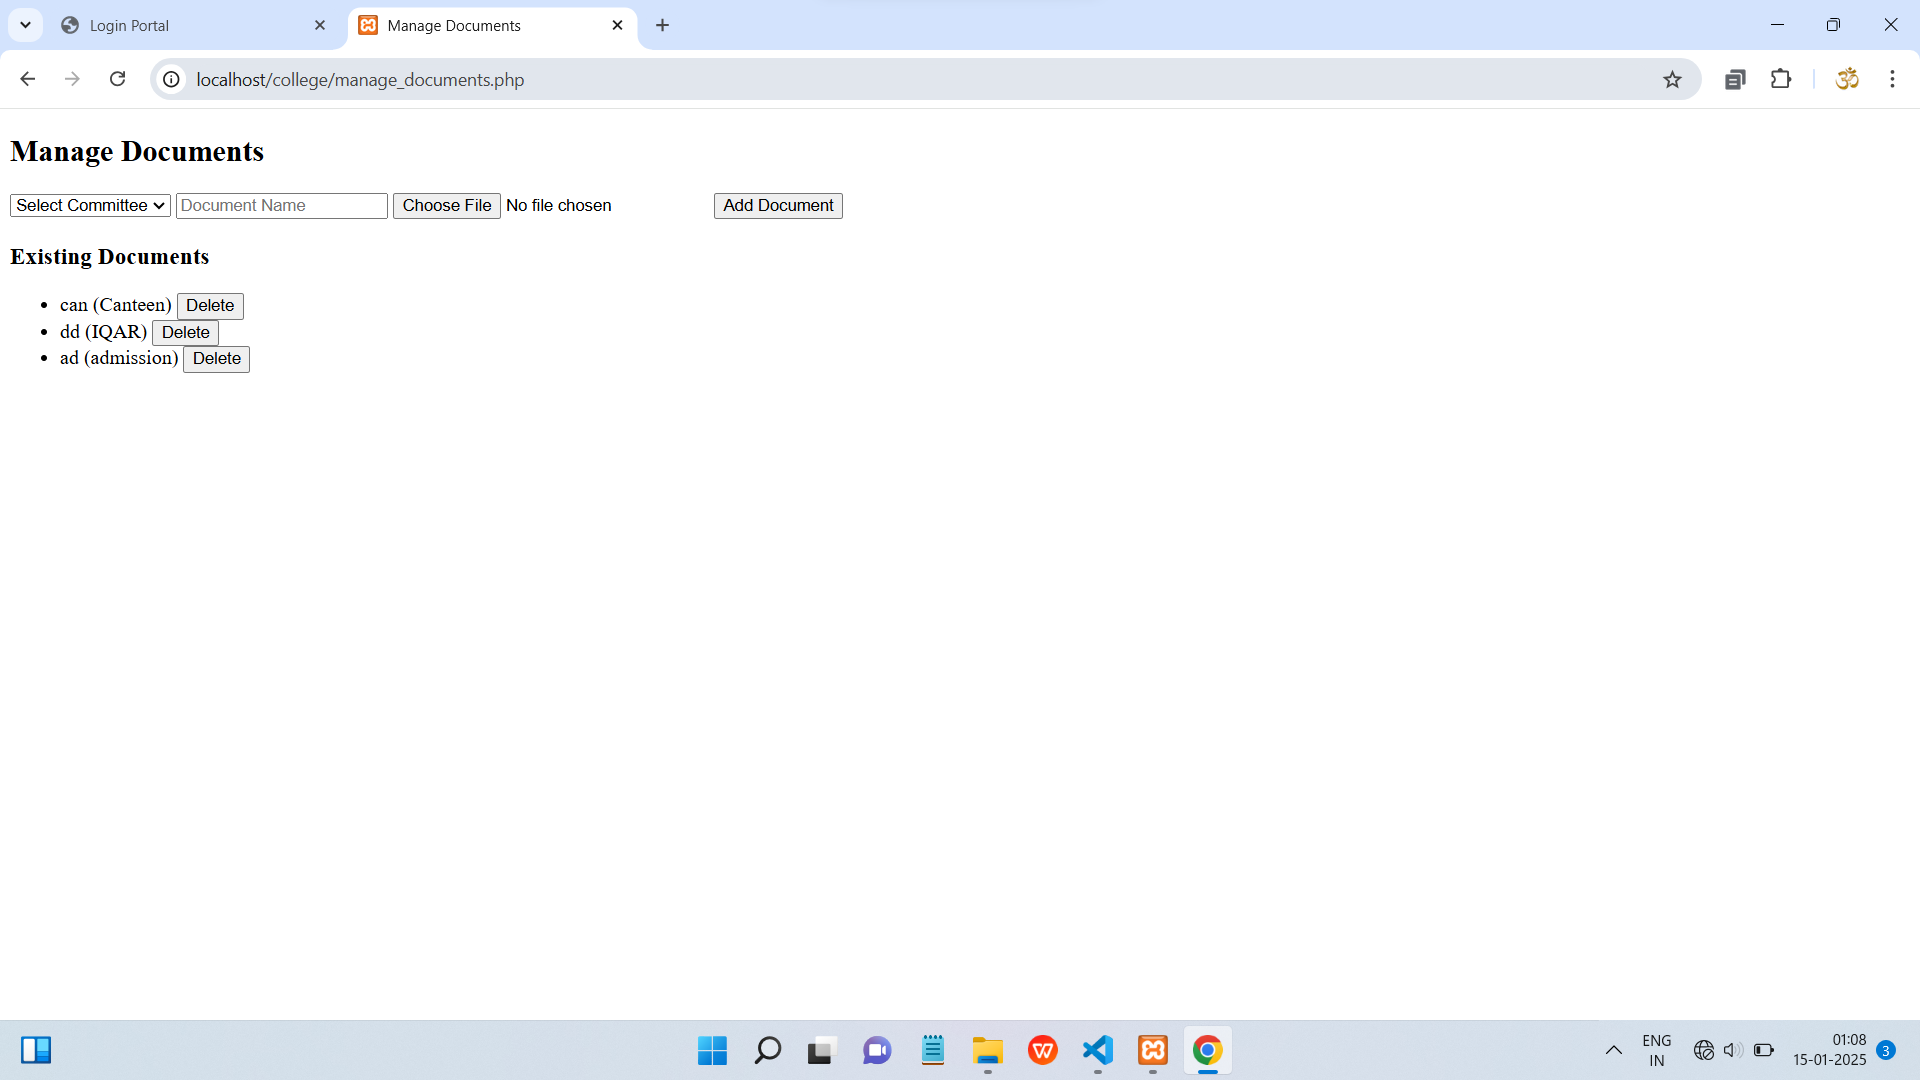 Login Portal
Manage Documents
localhost/college/manage_documents.php
Manage Documents
Select Committee Document Name Choose File No file chosen Add Document
Existing Documents
can (Canteen) Delete
dd (IQAR) Delete
ad (admission) Delete
ENG
IN
01:08
15-01-2025
3